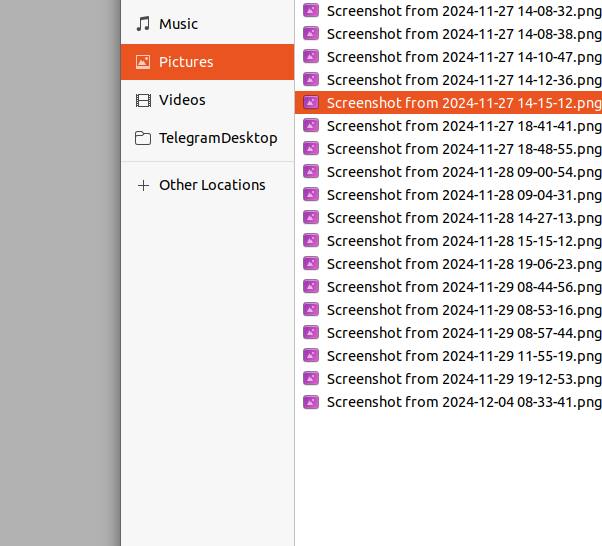 Music
Pictures
Videos
TelegramDesktop
Other Locations
Screenshot from 2024-11-27 14-08-32.png
Screenshot from 2024-11-27 14-08-38.png
Screenshot from 2024-11-27 14-10-47.png
Screenshot from 2024-11-27 14-12-36.png
Screenshot from 2024-11-27 14-15-12.png
Screenshot from 2024-11-27 18-41-41.png
Screenshot from 2024-11-27 18-48-55.png
Screenshot from 2024-11-28 09-00-54.png
Screenshot from 2024-11-28 09-04-31.png
Screenshot from 2024-11-28 14-27-13.png
Screenshot from 2024-11-28 15-15-12.png
Screenshot from 2024-11-28 19-06-23.png
Screenshot from 2024-11-29 08-44-56.png
Screenshot from 2024-11-29 08-53-16.png
Screenshot from 2024-11-29 08-57-44.png
Screenshot from 2024-11-29 11-55-19.png
Screenshot from 2024-11-29 19-12-53.png
Screenshot from 2024-12-04 08-33-41.png